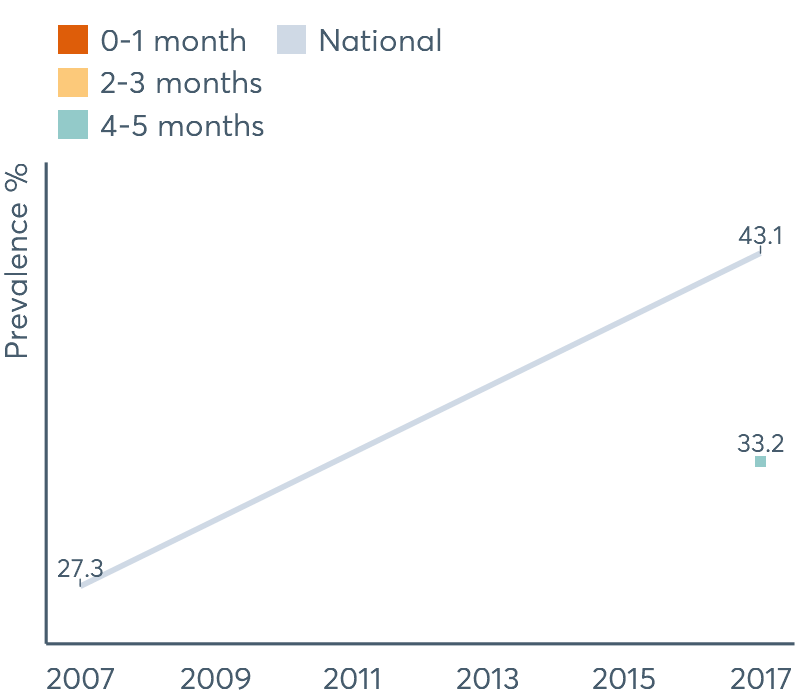 0-1 month
National
2-3 months
4-5 months
Prevalence %
43.1
33.2
27.3
2007 2009 2011 2013 2015 2017